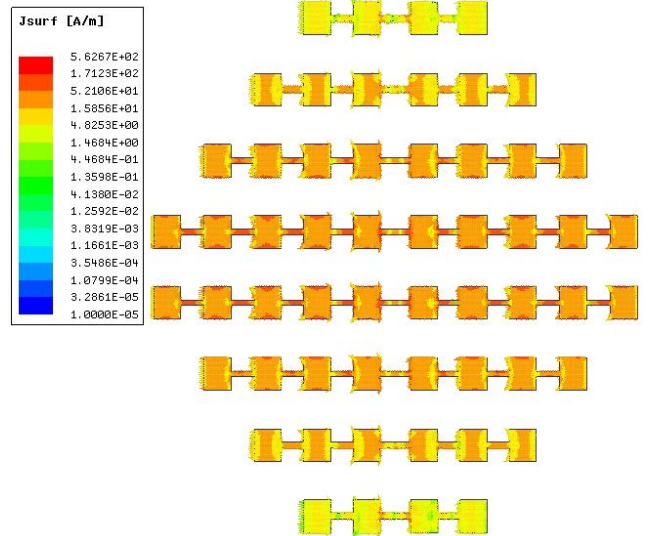 Jsurf [A/m]
5.6267E+02
1.7123E+02
5.2106E+01
1.5856E+01
4.8253E+00
1.4684E+00
4.4684E-01
1.3598E-01
4.1380E-02
1.2592E-02
3.8319E-03
1.1661E-03
3.5486E-04
1.0799E-04
3.2861E-05
1.0000E-05